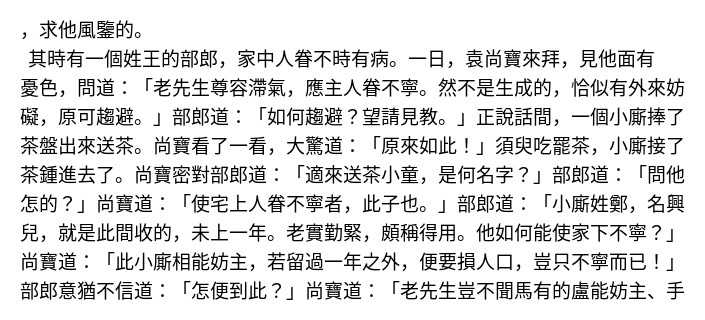 ，求他風鑒的。
其時有一個姓王的部郎，家中人眷不時有病。一日，袁尚寶來拜，見他面有
憂色，問道：「老先生尊容滯氣，應主人眷不寧。然不是生成的，恰似有外來妨
礙，原可趨避。」部郎道：「如何趨避？望請見教。」正說話間，一個小廝捧了
茶盤出來送茶。尚寶看了一看，大驚道：「原來如此！」須臾吃罷茶，小廝接了
茶鍾進去了。尚寶密對部郎道：「適來送茶小童，是何名字？」部郎道：「問他
怎的？」尚寶道：「使宅上人眷不寧者，此子也。」部郎道：「小廝姓鄭，名興
兒，就是此間收的，未上一年。老實勤緊，頗稱得用。他如何能使家下不寧？」
尚寶道：「此小廝相能妨主，若留過一年之外，便要損人口，豈只不寧而已！」
部郎意猶不信道：「怎便到此？」尚寶道：「老先生豈不聞馬有的盧能妨主、手